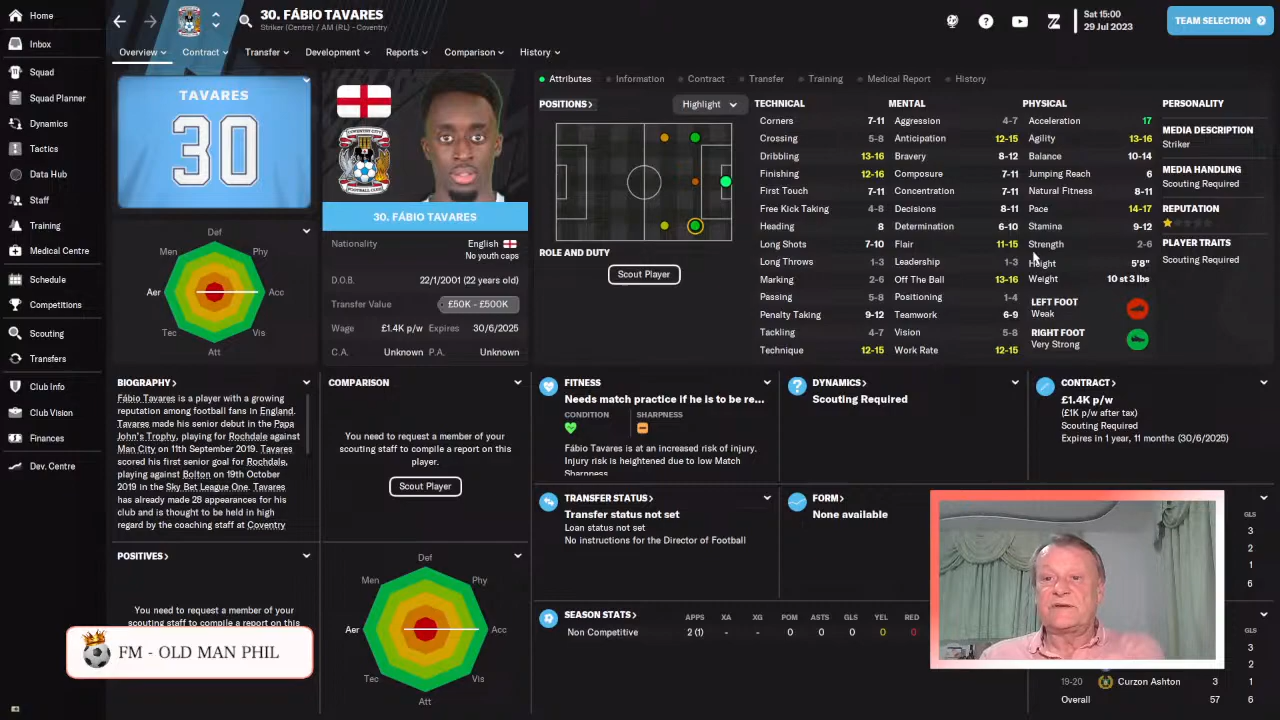 Home
Inbox
Squad
Squad Planner
Dynamics
Tactics
Data Hub
Staff
Training
Medical Centre
Schedule
Competitions
Scouting
Transfers
Club Info
Club Vision
Finances
Dev. Centre
30. FÁBIO TAVARES
Striker (Centre) / AM (RL) - Coventry
Sat 15:00
29 Jul 2023
TEAM SELECTION
Overview
Contract
Transfer
Development
Reports
Comparison
History
TAVARES
30
30. FÁBIO TAVARES
Nationality English
No youth caps
D.O.B. 22/1/2001 (22 years old)
Transfer Value £50K - £500K
Wage £1.4K p/w Expires 30/6/2025
C.A. Unknown P.A. Unknown
Def
Men Phy
Aer Acc
Tec Vis
Att
Attributes
Information
Contract
Transfer
Training
Medical Report
History
POSITIONS
Highlight
ROLE AND DUTY
Scout Player
TECHNICAL
Corners 7-11
Crossing 5-8
Dribbling 13-16
Finishing 12-16
First Touch 7-11
Free Kick Taking 4-8
Heading 8
Long Shots 7-10
Long Throws 1-3
Marking 2-6
Passing 5-8
Penalty Taking 9-12
Tackling 4-7
Technique 12-15
MENTAL
Aggression 4-7
Anticipation 12-15
Bravery 8-12
Composure 7-11
Concentration 7-11
Decisions 8-11
Determination 6-10
Flair 11-15
Leadership 1-3
Off The Ball 13-16
Positioning 1-4
Teamwork 6-9
Vision 5-8
Work Rate 12-15
PHYSICAL
Acceleration 17
Agility 13-16
Balance 10-14
Jumping Reach 6
Natural Fitness 8-11
Pace 14-17
Stamina 9-12
Strength 2-6
Height 5'8"
Weight 10 st 3 lbs
LEFT FOOT
Weak
RIGHT FOOT
Very Strong
PERSONALITY
MEDIA DESCRIPTION
Striker
MEDIA HANDLING
Scouting Required
REPUTATION
PLAYER TRAITS
Scouting Required
BIOGRAPHY
Fábio Tavares is a player with a growing
reputation among football fans in England.
Tavares made his senior debut in the Papa
John's Trophy, playing for Rochdale against
Man City on 11th September 2019. Tavares
scored his first senior goal for Rochdale,
playing against Bolton on 19th October
2019 in the Sky Bet League One. Tavares
has already made 28 appearances for his
club and is thought to be held in high
regard by the coaching staff at Coventry
POSITIVES
You need to request a member of your
scouting staff to compile a report on this
COMPARISON
You need to request a member of your
scouting staff to compile a report on this
player.
Scout Player
Def
Men Phy
Aer Acc
Tec Vis
Att
FITNESS
Needs match practice if he is to be re...
CONDITION SHARPNESS
Fábio Tavares is at an increased risk of injury.
Injury risk is heightened due to low Match
Sharpness
DYNAMICS
Scouting Required
CONTRACT
£1.4K p/w
(£1K p/w after tax)
Scouting Required
Expires in 1 year, 11 months (30/6/2025)
TRANSFER STATUS
Transfer status not set
Loan status not set
No instructions for the Director of Football
FORM
None available
SEASON STATS APPS XA XG POM ASTS GLS YEL RED
Non Competitive 2 (1) - - 0 0 0 0 0
GLS
3
2
1
6
GLS
3
2
19-20 Curzon Ashton 3 1
Overall 57 6
FM - OLD MAN PHIL